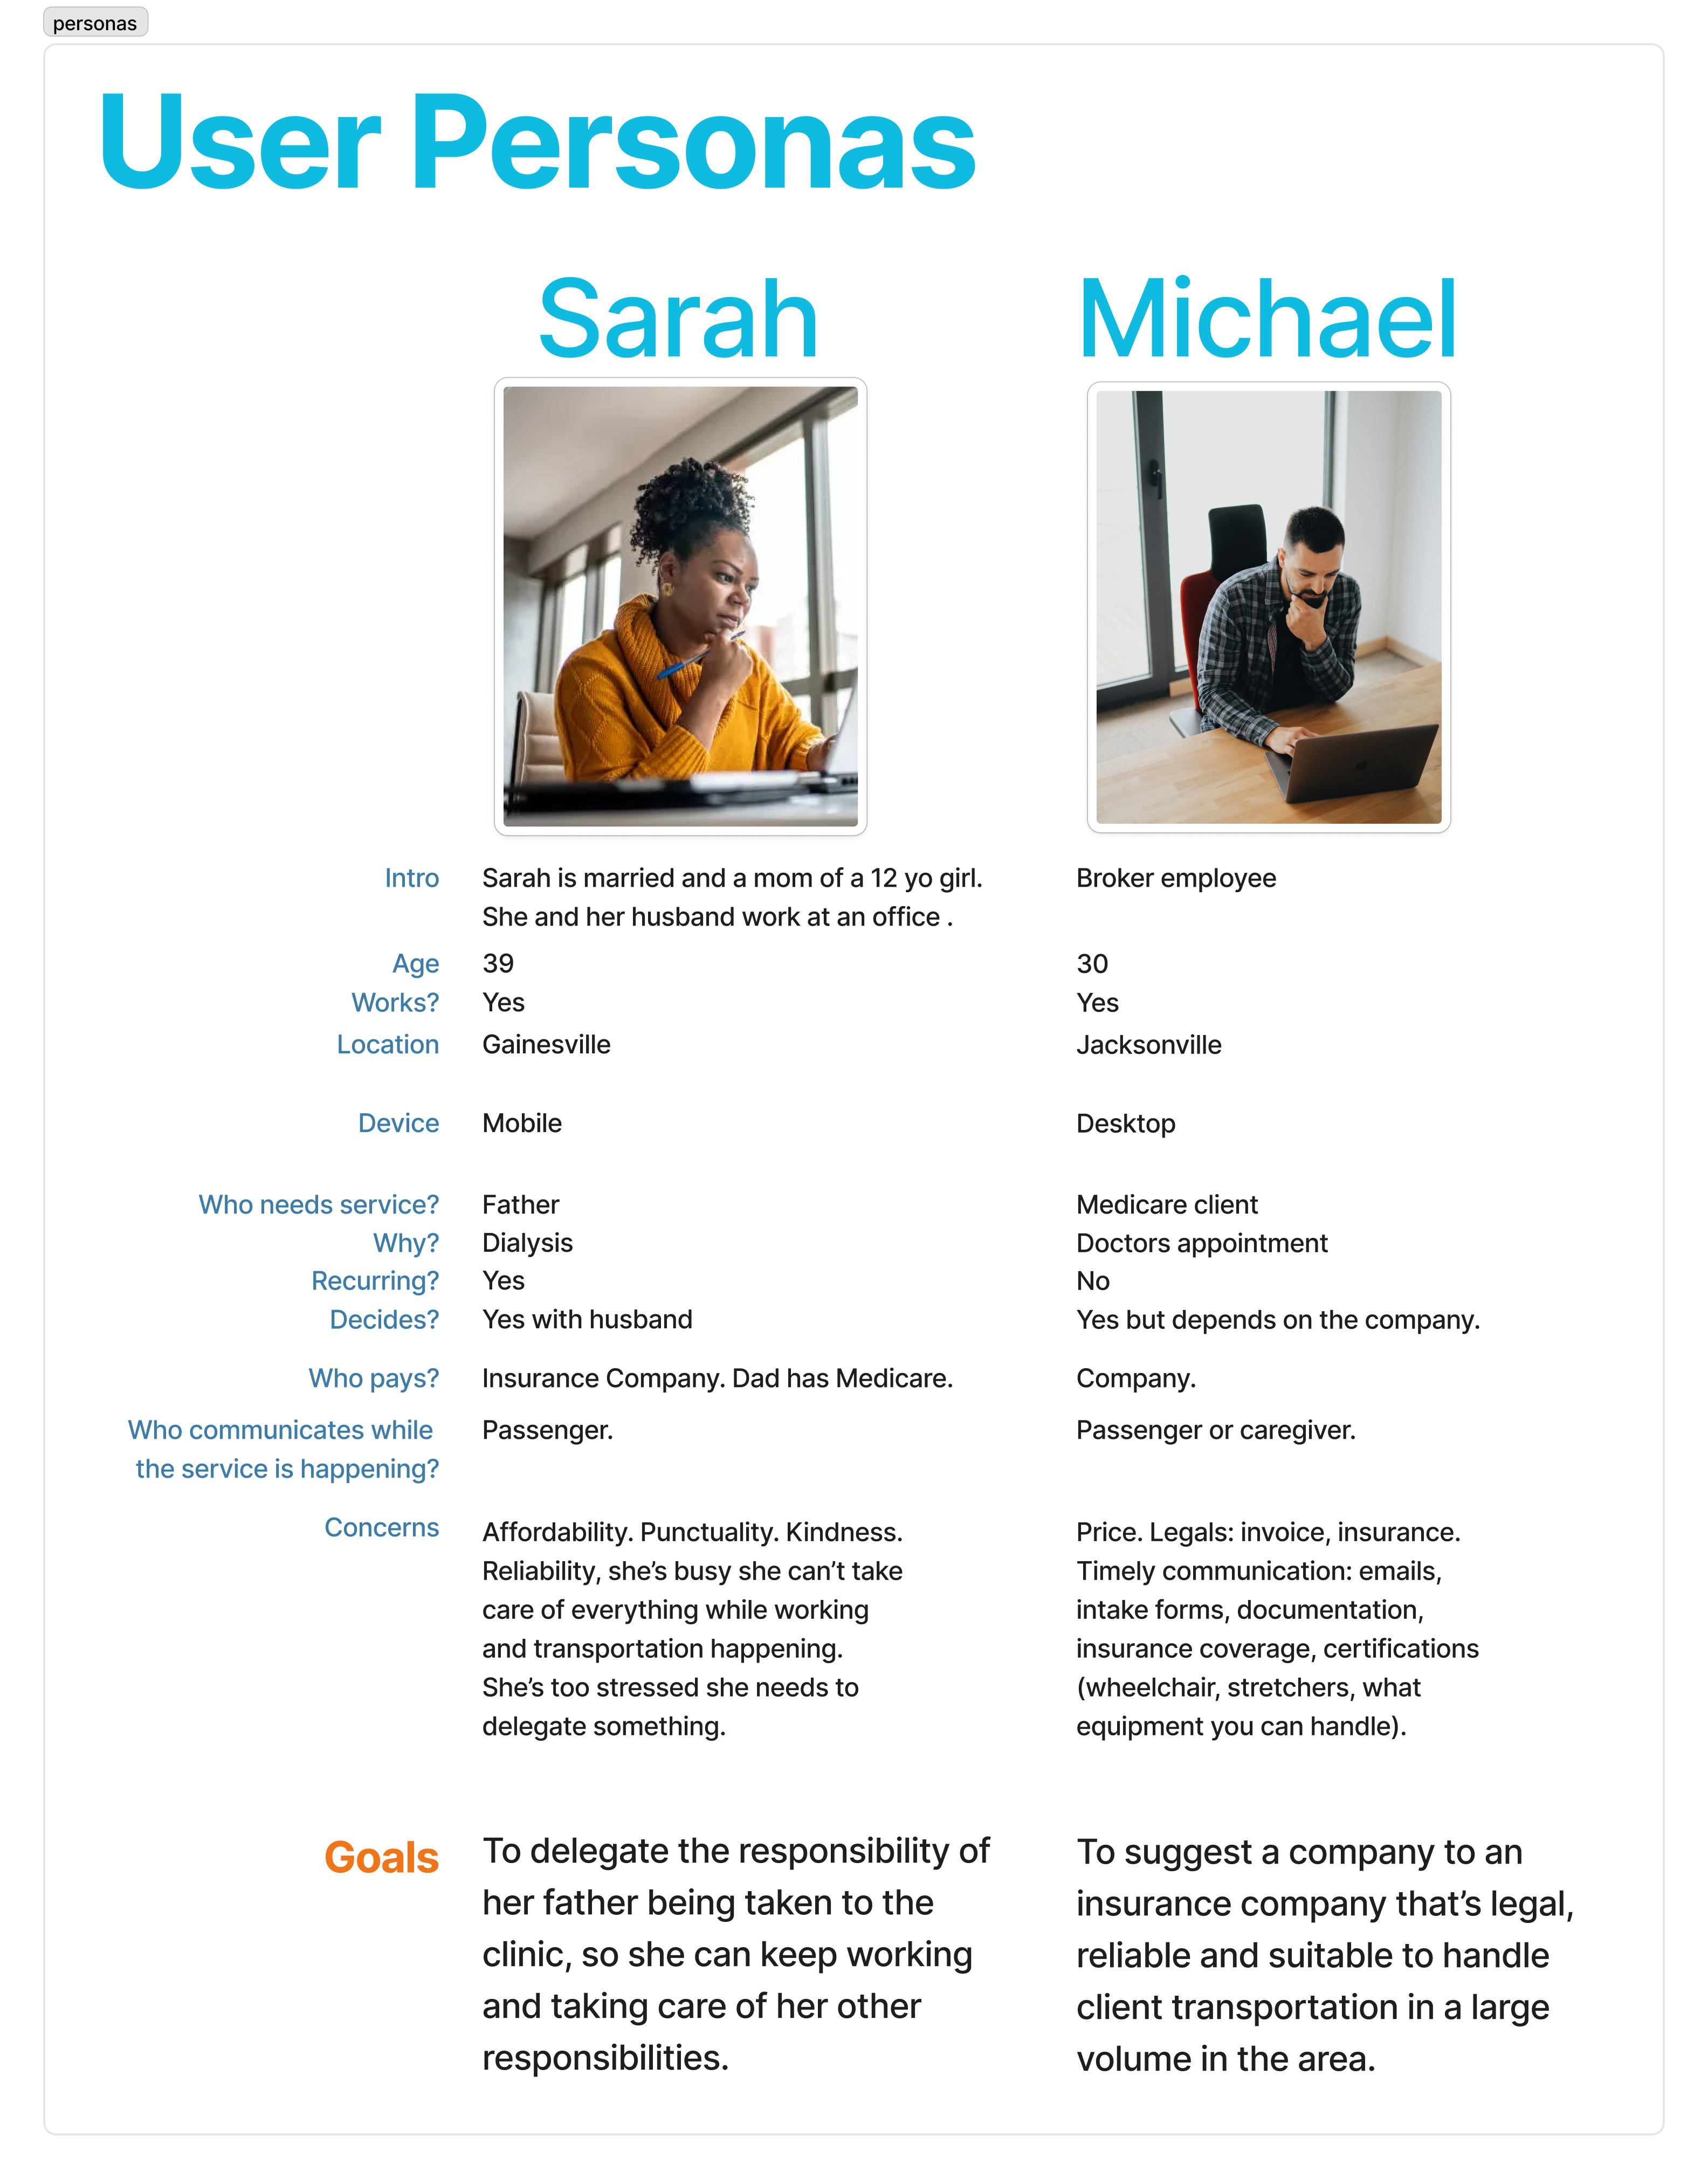 personas
User Personas
Sarah
Michael
Intro
Sarah is married and a mom of a 12 yo girl.
She and her husband work at an office .
Broker employee
Age
39
30
Works?
Yes
Yes
Location
Gainesville
Jacksonville
Device
Mobile
Desktop
Who needs service?
Father
Medicare client
Why?
Dialysis
Doctors appointment
Recurring?
Yes
No
Decides?
Yes with husband
Yes but depends on the company.
Who pays?
Insurance Company. Dad has Medicare.
Company.
Who communicates while
the service is happening?
Passenger.
Passenger or caregiver.
Concerns
Affordability. Punctuality. Kindness.
Reliability, she’s busy she can’t take
care of everything while working
and transportation happening.
She’s too stressed she needs to
delegate something.
Price. Legals: invoice, insurance.
Timely communication: emails,
intake forms, documentation,
insurance coverage, certifications
(wheelchair, stretchers, what
equipment you can handle).
Goals
To delegate the responsibility of
her father being taken to the
clinic, so she can keep working
and taking care of her other
responsibilities.
To suggest a company to an
insurance company that’s legal,
reliable and suitable to handle
client transportation in a large
volume in the area.